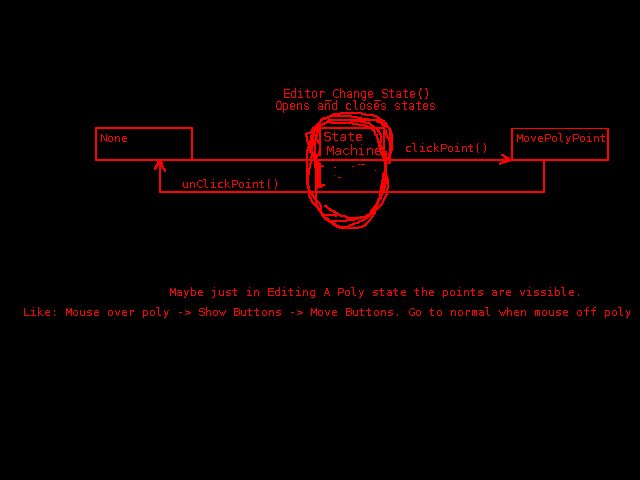 Editor_Change_State()
Opens and closes states
None
State
Machine
clickPoint()
MovePolyPoint
unClickPoint()
Maybe just in Editing A Poly state the points are vissible.
Like: Mouse over poly -> Show Buttons -> Move Buttons. Go to normal when mouse off poly